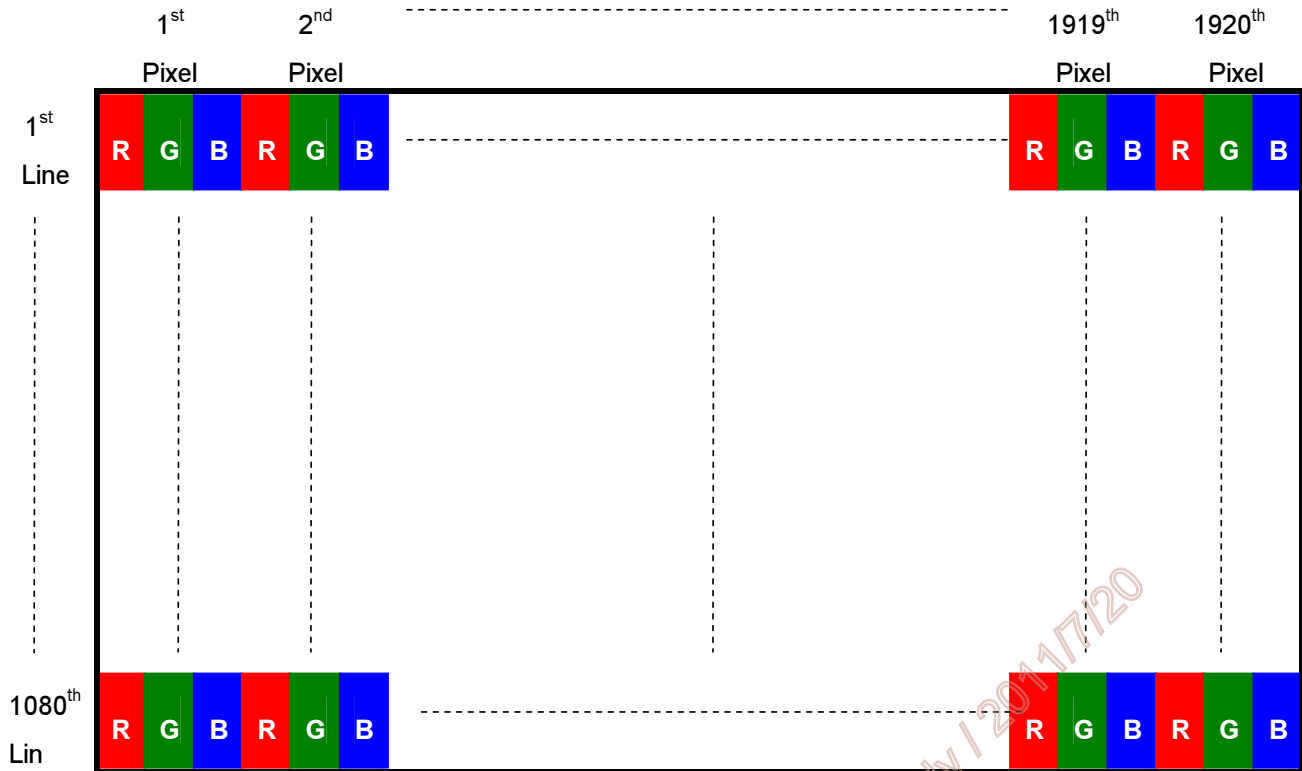 1st 2nd 1919th 1920th
Pixel Pixel Pixel Pixel
1st
Line
R G B R G B R G B R G B
1080th
Lin
R G B R G B R G B R G B
/ 2011/7/20